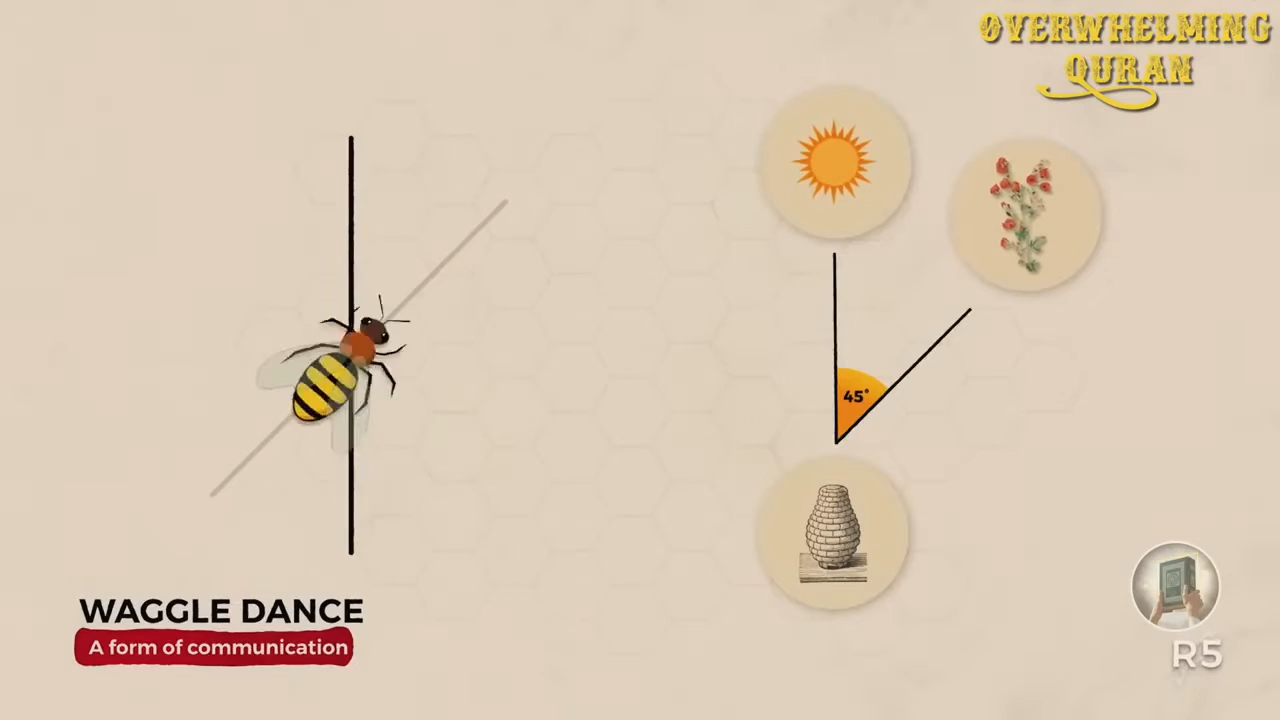 OVERWHELMING
QURAN
45°
WAGGLE DANCE
A form of communication
R5